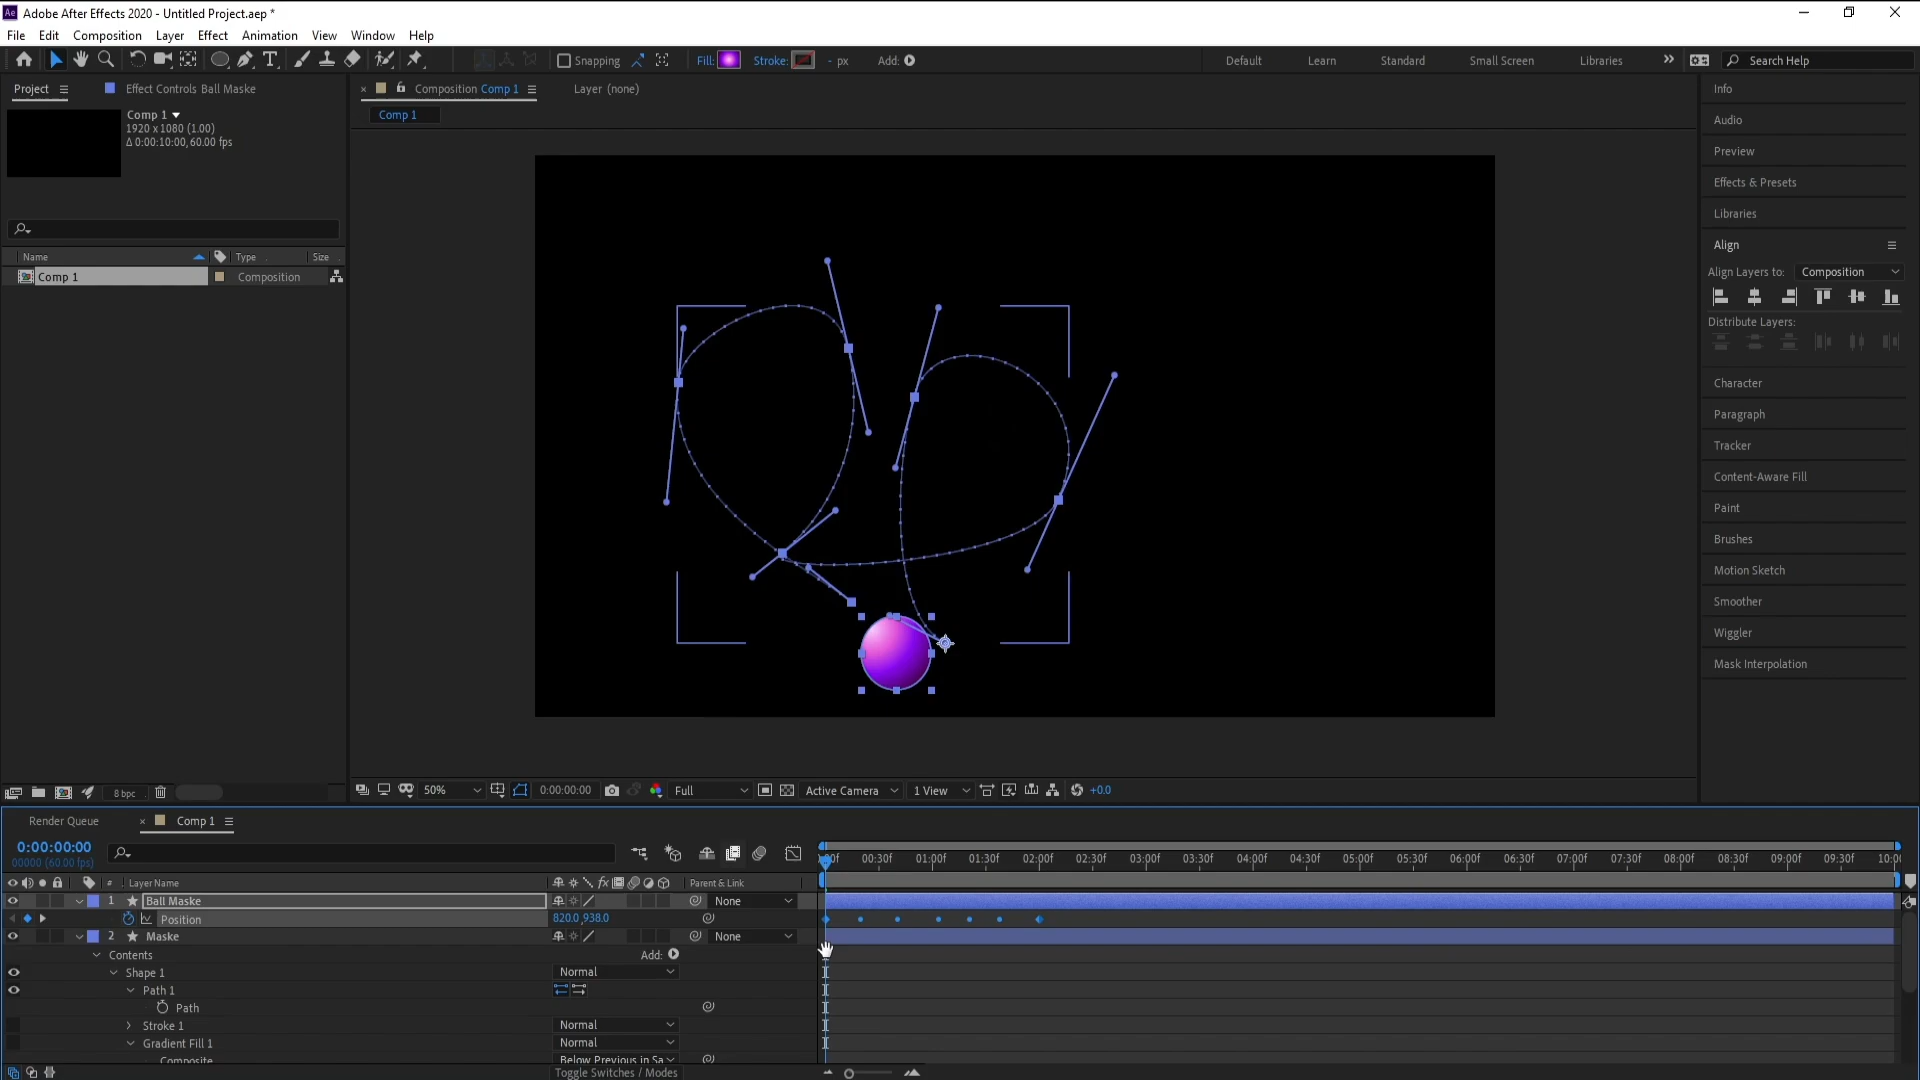 Adobe After Effects 2020 - Untitled Project.aep *
File Edit Composition Layer Effect Animation View Window Help
Snapping Fill: Stroke: - px Add: Default Learn Standard Small Screen Libraries » Search Help
Project Effect Controls Ball Maske
× Composition Comp 1 Layer (none)
Comp 1
Comp 1
1920 x 1080 (1.00)
Δ 0:00:10:00, 60.00 fps
Name Type Size
Comp 1 Composition
Info
Audio
Preview
Effects & Presets
Libraries
Align
Align Layers to: Composition
Distribute Layers:
Character
Paragraph
Tracker
Content-Aware Fill
Paint
Brushes
Motion Sketch
Smoother
Wiggler
Mask Interpolation
8 bpc
50% 0:00:00:00 Full Active Camera 1 View +0.0
Render Queue × Comp 1
0:00:00:00
00000 (60.00 fps)
00:30f 01:00f 01:30f 02:00f 02:30f 03:00f 03:30f 04:00f 04:30f 05:00f 05:30f 06:00f 06:30f 07:00f 07:30f 08:00f 08:30f 09:00f 09:30f
# Layer Name fx Parent & Link
1 Ball Maske None
Position 820.0,938.0
2 Maske None
Contents Add:
Shape 1 Normal
Path 1
Path
Stroke 1 Normal
Gradient Fill 1 Normal
Composite Below Previous in Sa
Toggle Switches / Modes